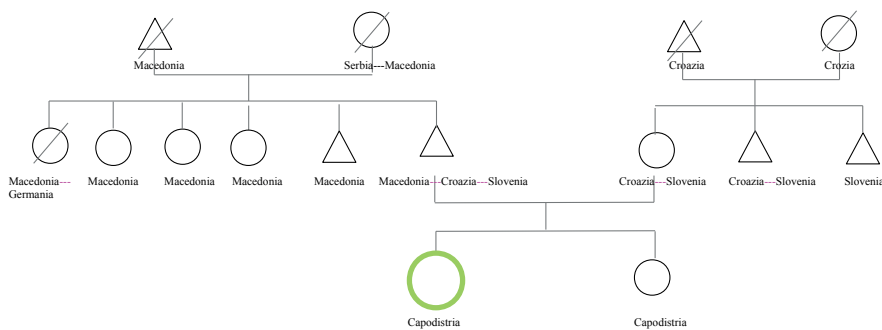 Macedonia
Serbia---Macedonia
Croazia
Crozia
Macedonia---
Germania
Macedonia
Macedonia
Macedonia
Macedonia
Macedonia---Croazia---Slovenia
Croazia---Slovenia
Croazia---Slovenia
Slovenia
Capodistria
Capodistria